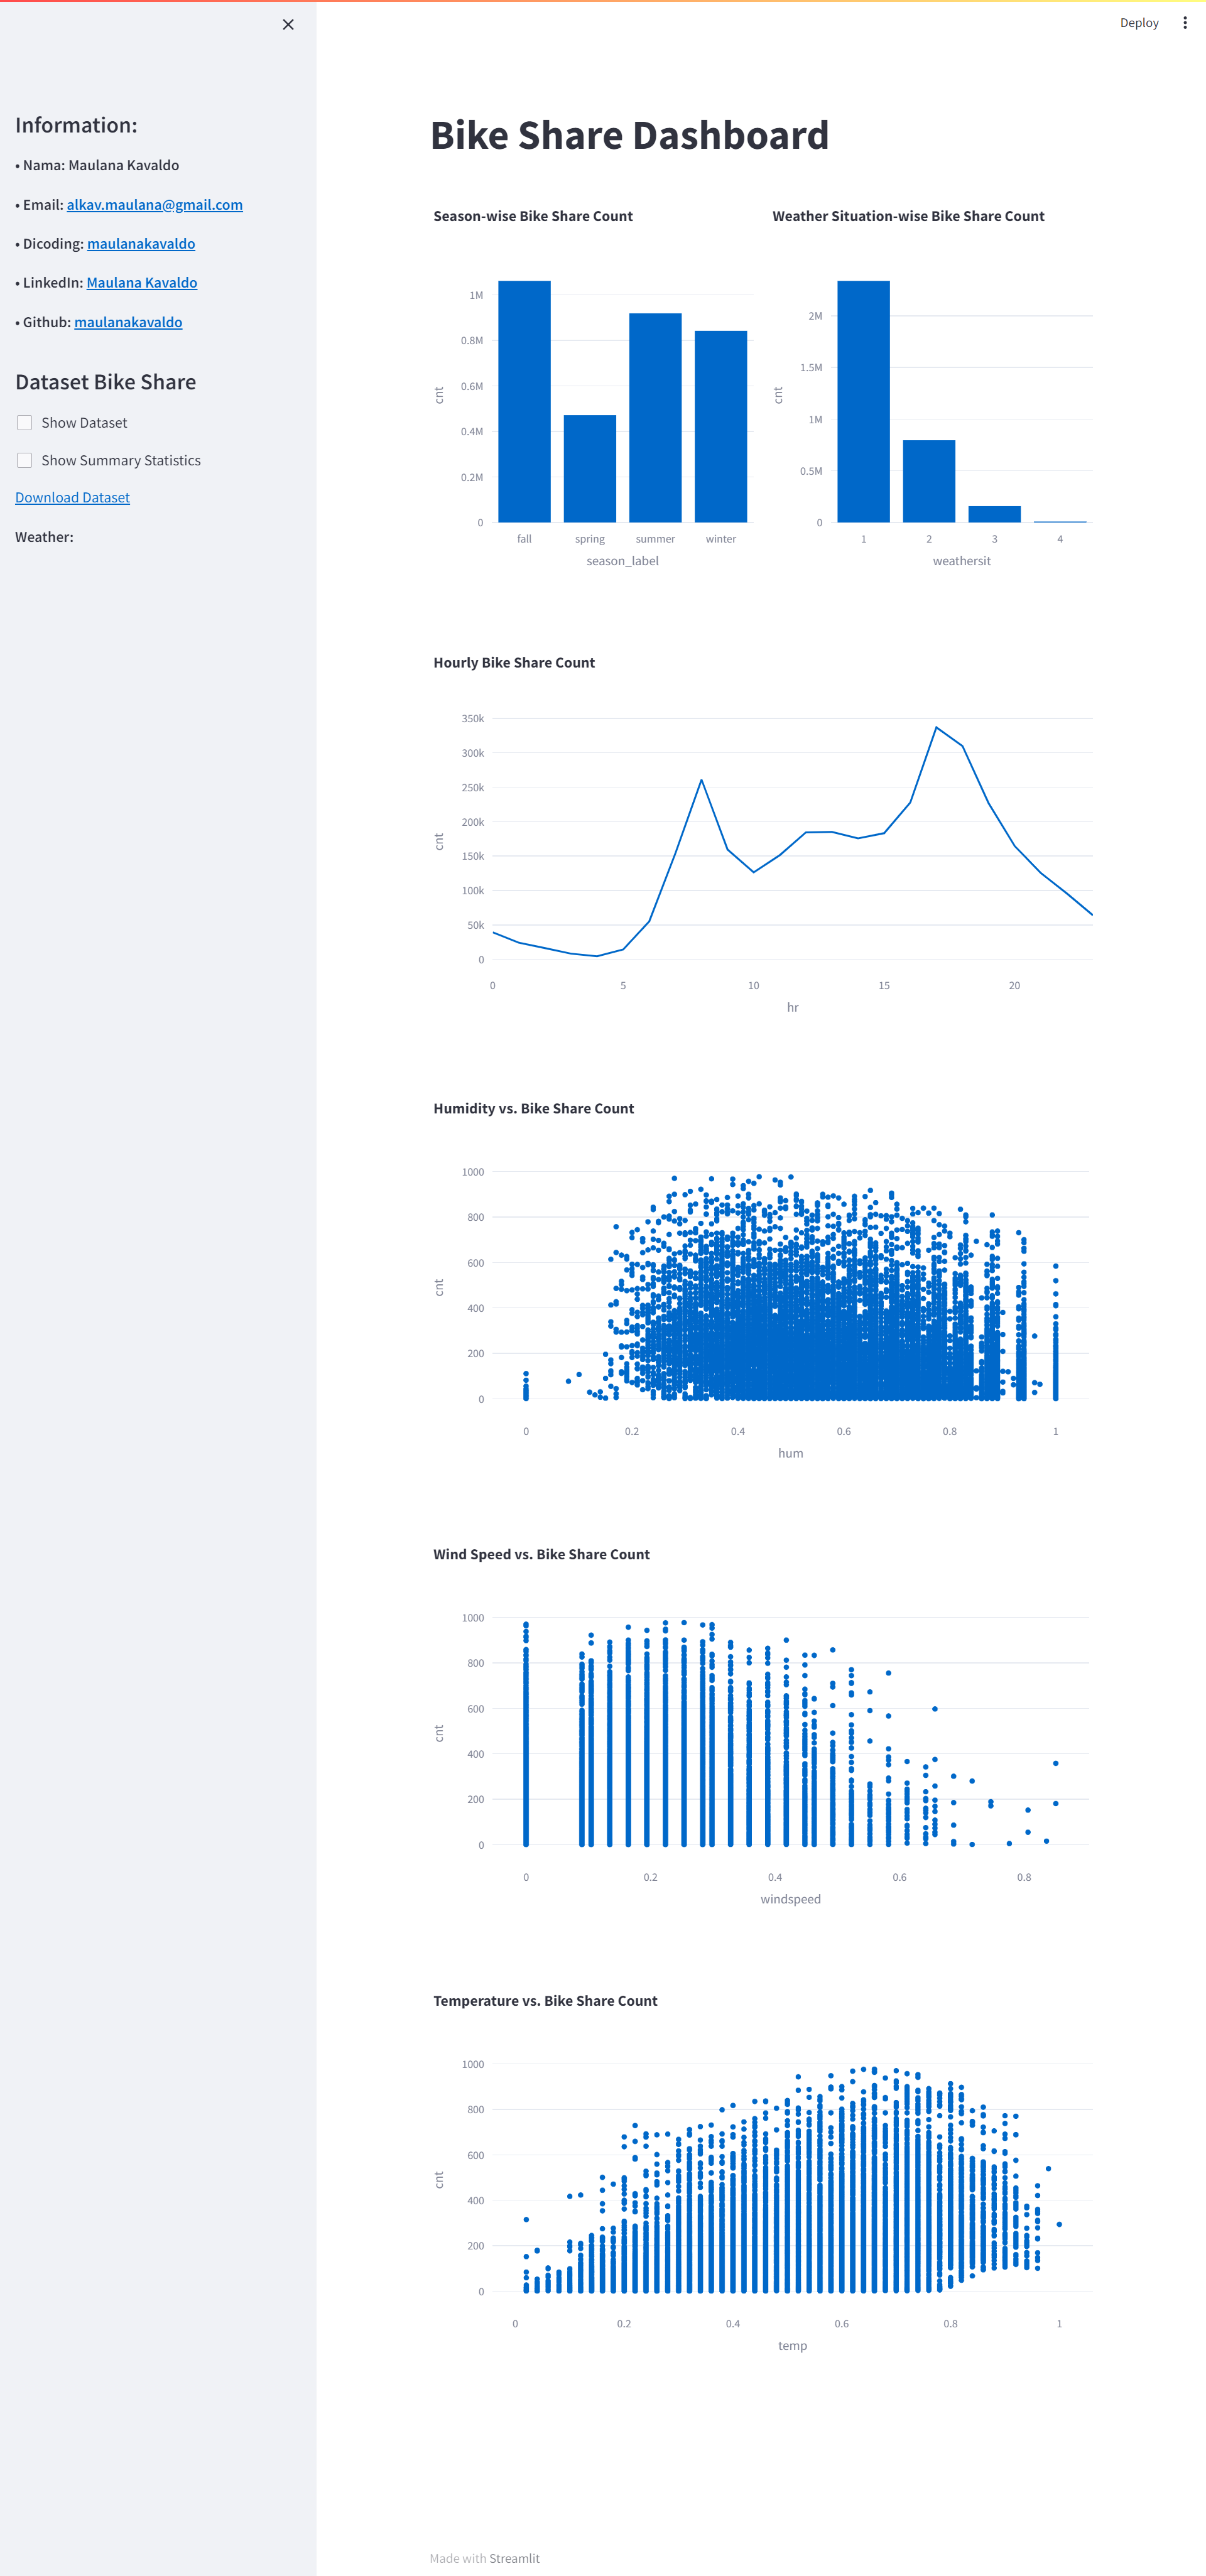 Deploy
Information:
• Nama: Maulana Kavaldo
• Email: alkav.maulana@gmail.com
• Dicoding: maulanakavaldo
• LinkedIn: Maulana Kavaldo
• Github: maulanakavaldo
Dataset Bike Share
Show Dataset
Show Summary Statistics
Download Dataset
Weather:
Bike Share Dashboard
Season-wise Bike Share Count
1M
0.8M
0.6M
0.4M
0.2M
0
cnt
fall spring summer winter
season_label
Weather Situation-wise Bike Share Count
2M
1.5M
1M
0.5M
0
cnt
1 2 3 4
weathersit
Hourly Bike Share Count
350k
300k
250k
200k
150k
100k
50k
0
cnt
0 5 10 15 20
hr
Humidity vs. Bike Share Count
1000
800
600
400
200
0
cnt
0 0.2 0.4 0.6 0.8 1
hum
Wind Speed vs. Bike Share Count
1000
800
600
400
200
0
cnt
0 0.2 0.4 0.6 0.8
windspeed
Temperature vs. Bike Share Count
1000
800
600
400
200
0
cnt
0 0.2 0.4 0.6 0.8 1
temp
Made with Streamlit